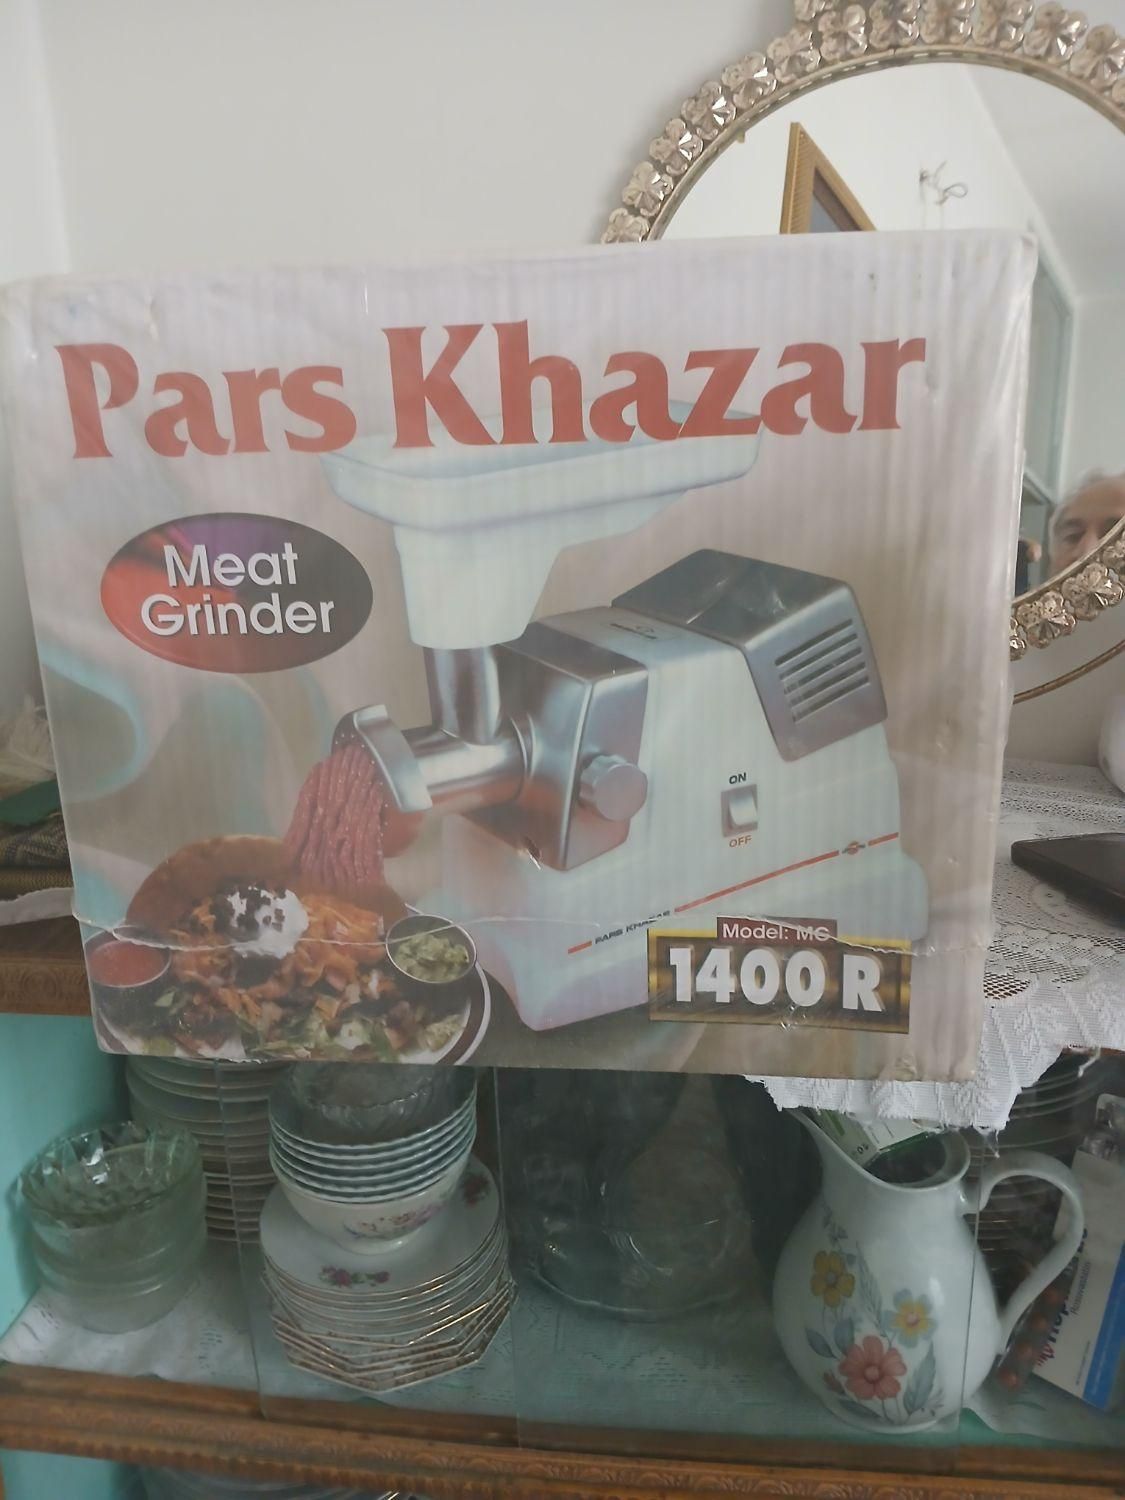 Pars Khazar
Meat
Grinder
ON
OFF
PARS KHAZAR
Model: MG
1400 R